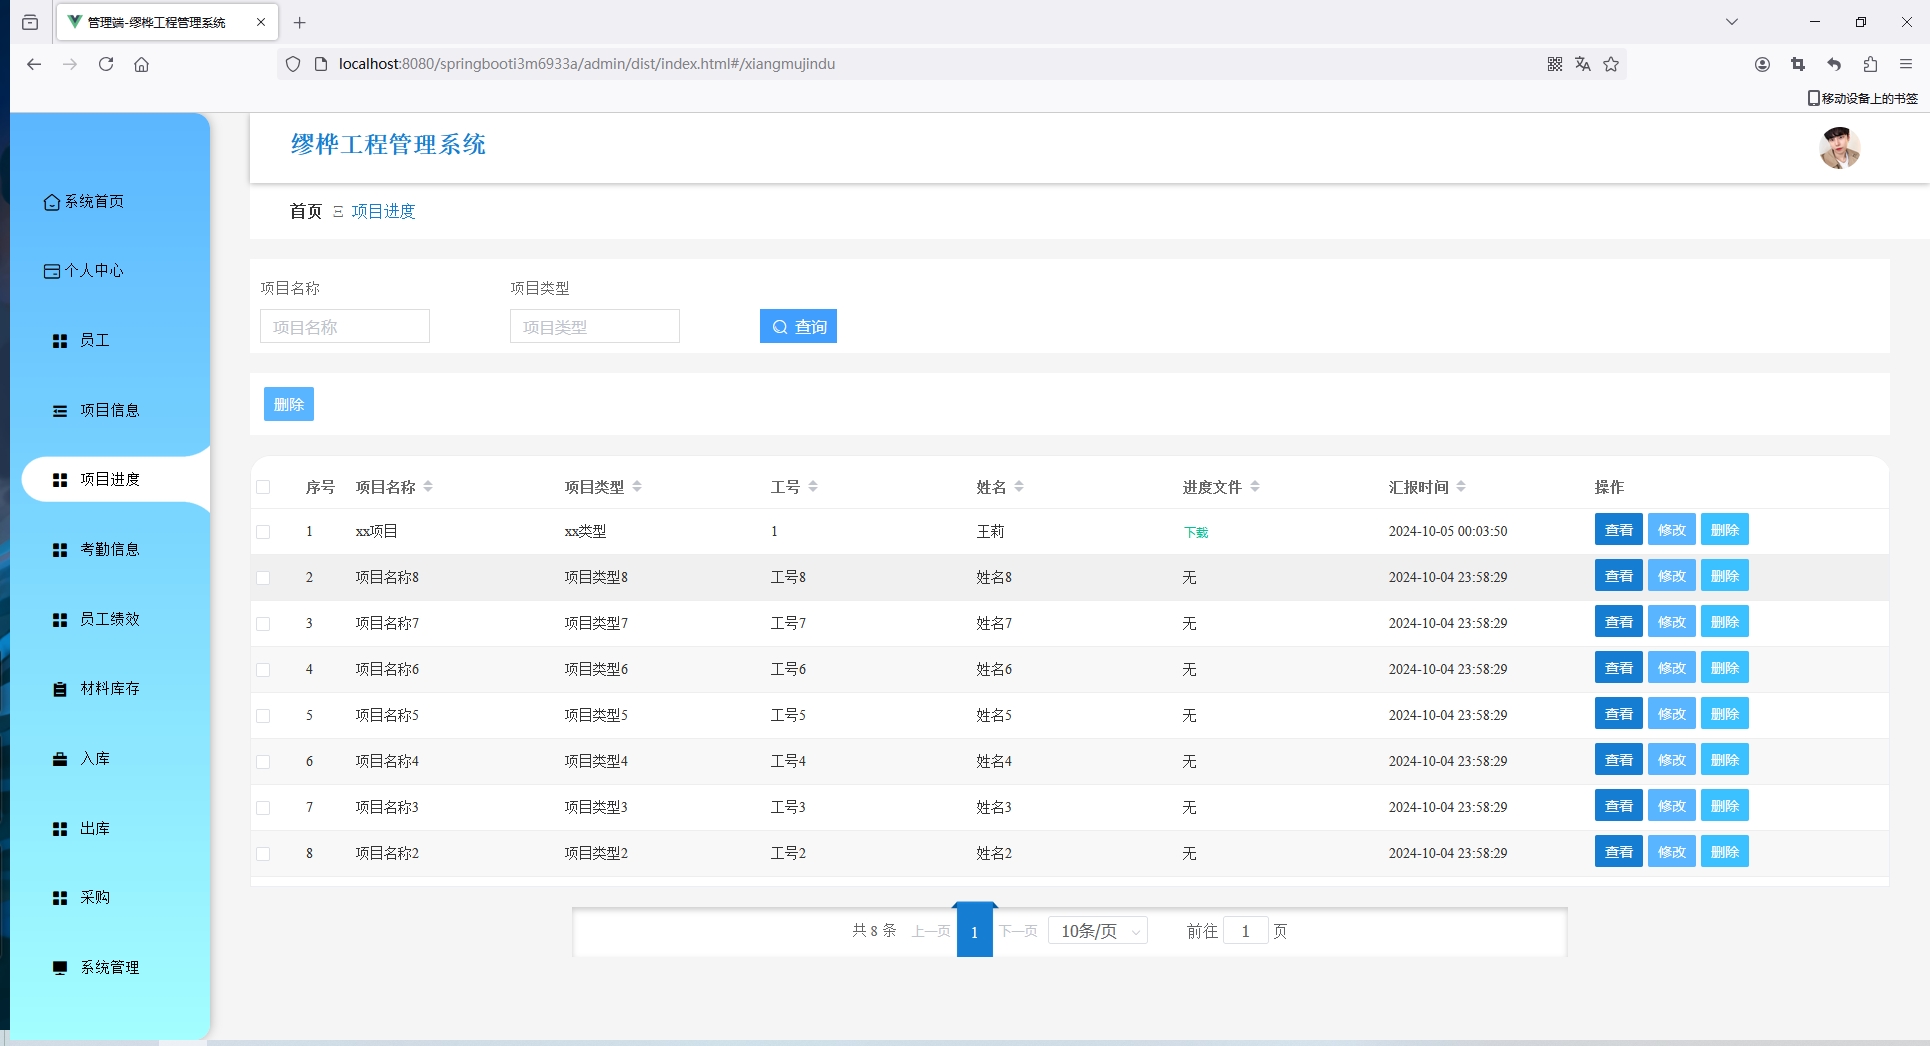 管理端-缪桦工程管理系统
localhost:8080/springbooti3m6933a/admin/dist/index.html#/xiangmujindu
移动设备上的书签
缪桦工程管理系统
首页 项目进度
系统首页
个人中心
员工
项目信息
项目进度
考勤信息
员工绩效
材料库存
入库
出库
采购
系统管理
项目名称 项目类型
项目名称 项目类型 查询
删除
序号 项目名称 项目类型 工号 姓名 进度文件 汇报时间 操作
1 xx项目 xx类型 1 王莉 下载 2024-10-05 00:03:50 查看 修改 删除
2 项目名称8 项目类型8 工号8 姓名8 无 2024-10-04 23:58:29 查看 修改 删除
3 项目名称7 项目类型7 工号7 姓名7 无 2024-10-04 23:58:29 查看 修改 删除
4 项目名称6 项目类型6 工号6 姓名6 无 2024-10-04 23:58:29 查看 修改 删除
5 项目名称5 项目类型5 工号5 姓名5 无 2024-10-04 23:58:29 查看 修改 删除
6 项目名称4 项目类型4 工号4 姓名4 无 2024-10-04 23:58:29 查看 修改 删除
7 项目名称3 项目类型3 工号3 姓名3 无 2024-10-04 23:58:29 查看 修改 删除
8 项目名称2 项目类型2 工号2 姓名2 无 2024-10-04 23:58:29 查看 修改 删除
共 8 条 上一页 1 下一页 10条/页 前往 1 页